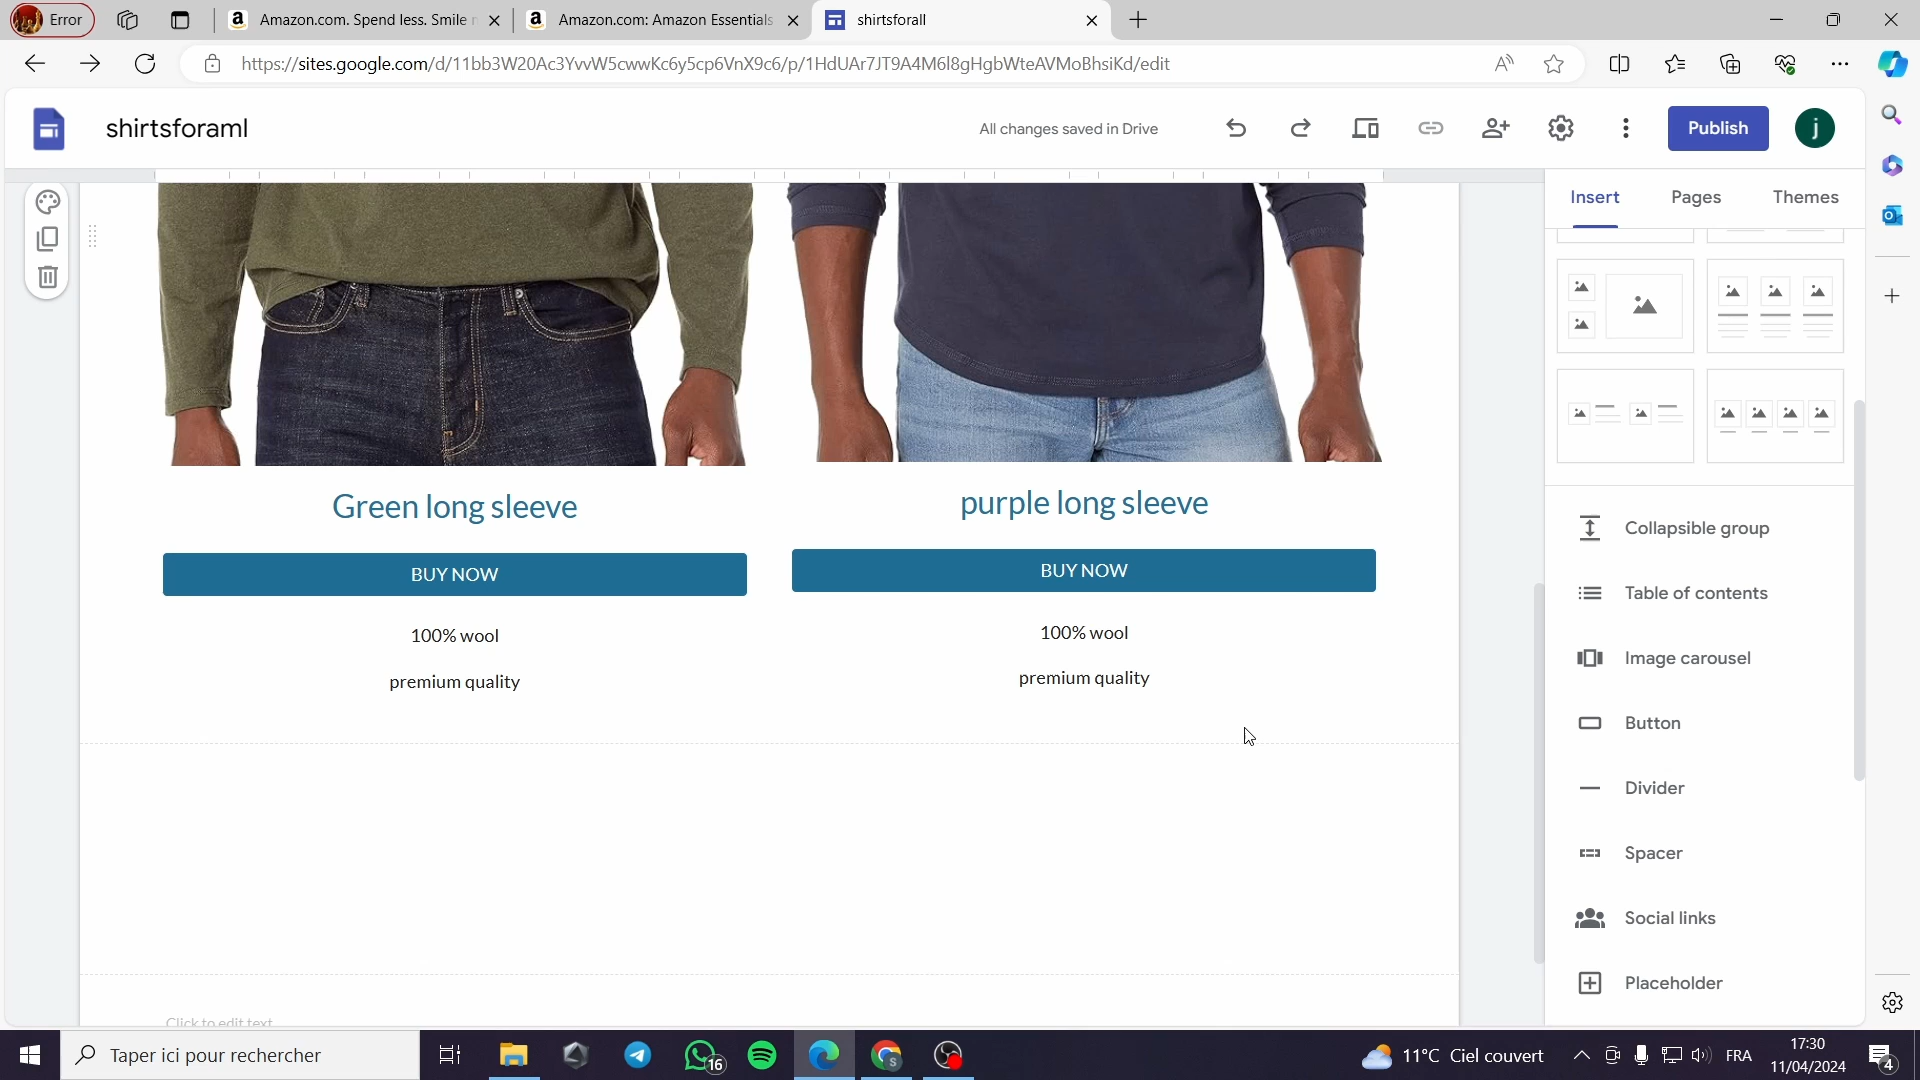 Error
Amazon.com. Spend less. Smile
Amazon.com: Amazon Essentials
shirtsforall
https://sites.google.com/d/11bb3W20Ac3YvvW5cwwKc6y5cp6VnX9c6/p/1HdUAr7JT9A4M6l8gHgbWteAVMoBhsiKd/edit
shirtsforaml
All changes saved in Drive
Publish
j
Insert
Pages
Themes
Green long sleeve
purple long sleeve
BUY NOW
BUY NOW
100% wool
100% wool
premium quality
premium quality
Collapsible group
Table of contents
Image carousel
Button
Divider
Spacer
Social links
Placeholder
Click to edit text
Taper ici pour rechercher
16
11°C Ciel couvert
FRA
17:30
11/04/2024
4